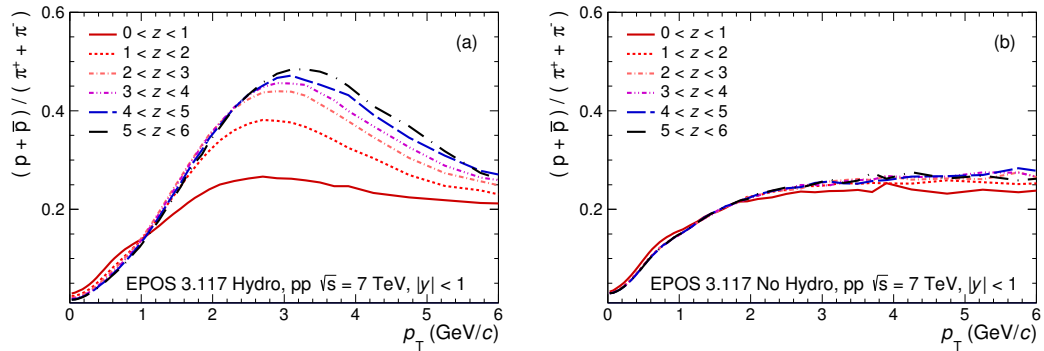 ( p + p̅ ) / ( π⁺ + π⁻)
0.6
0.4
0.2
0 < z < 1
1 < z < 2
2 < z < 3
3 < z < 4
4 < z < 5
5 < z < 6
(a)
EPOS 3.117 Hydro, pp √s = 7 TeV, |y| < 1
0 1 2 3 4 5 6
p_T (GeV/c)
( p + p̅ ) / ( π⁺ + π⁻)
0.6
0.4
0.2
0 < z < 1
1 < z < 2
2 < z < 3
3 < z < 4
4 < z < 5
5 < z < 6
(b)
EPOS 3.117 No Hydro, pp √s = 7 TeV, |y| < 1
0 1 2 3 4 5 6
p_T (GeV/c)